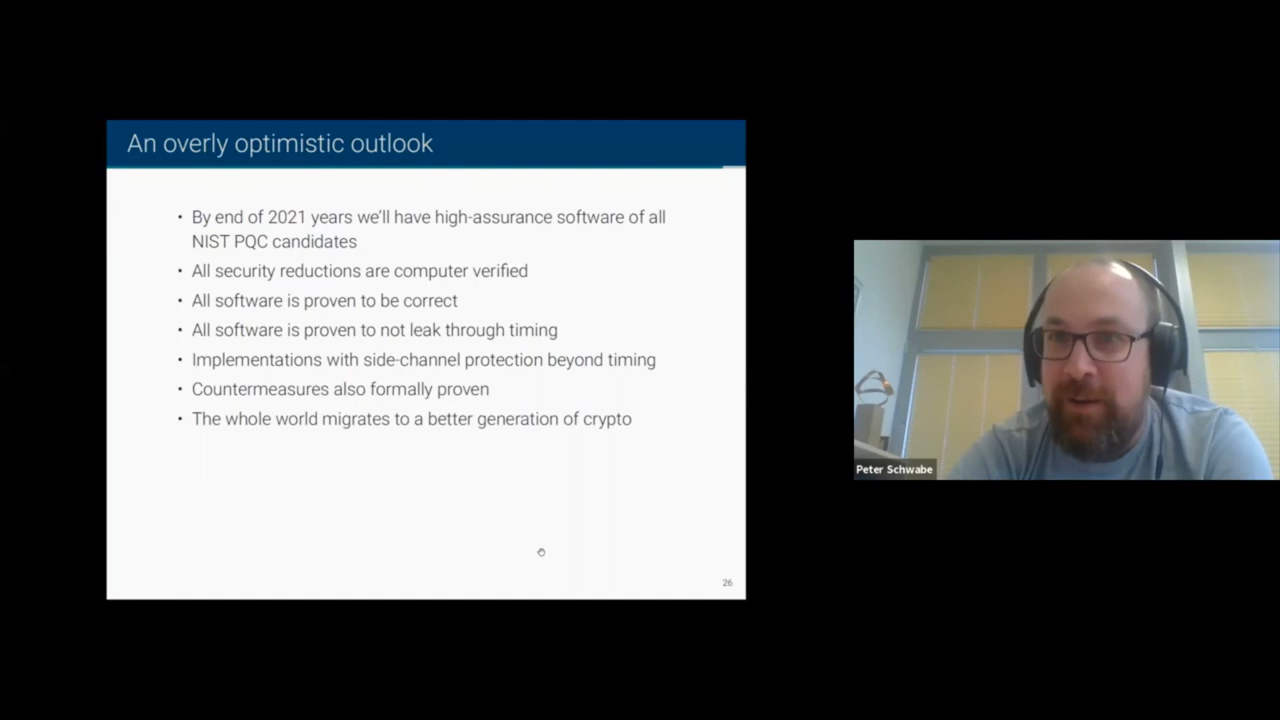 An overly optimistic outlook
• By end of 2021 years we'll have high-assurance software of all
NIST PQC candidates
• All security reductions are computer verified
• All software is proven to be correct
• All software is proven to not leak through timing
• Implementations with side-channel protection beyond timing
• Countermeasures also formally proven
• The whole world migrates to a better generation of crypto
26
Peter Schwabe